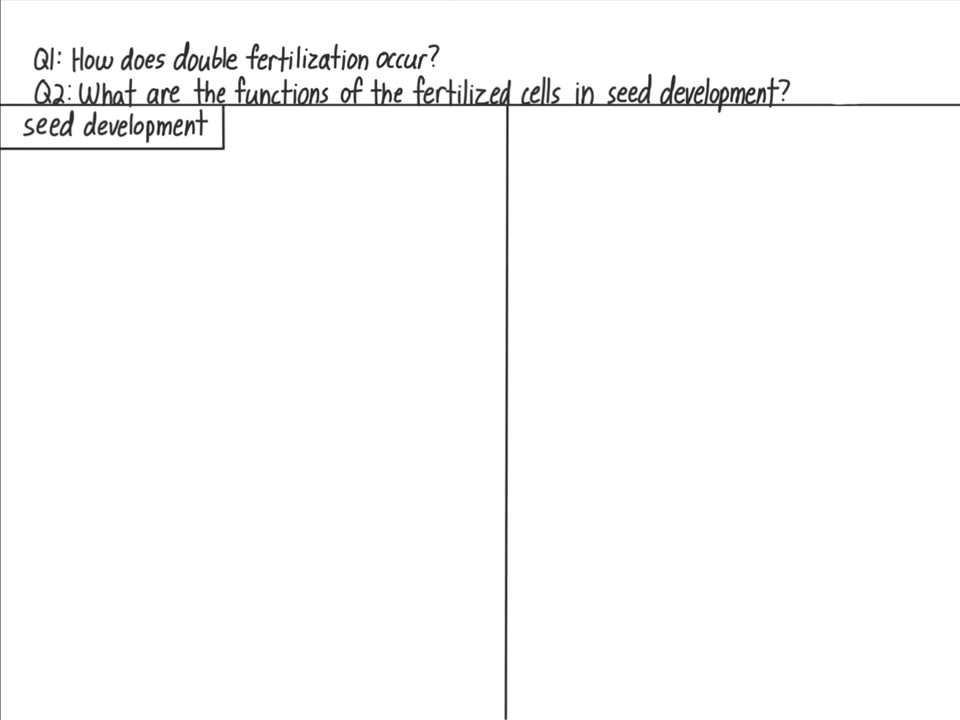 Q1: How does double fertilization occur?
Q2: What are the functions of the fertilized cells in seed development?
seed development